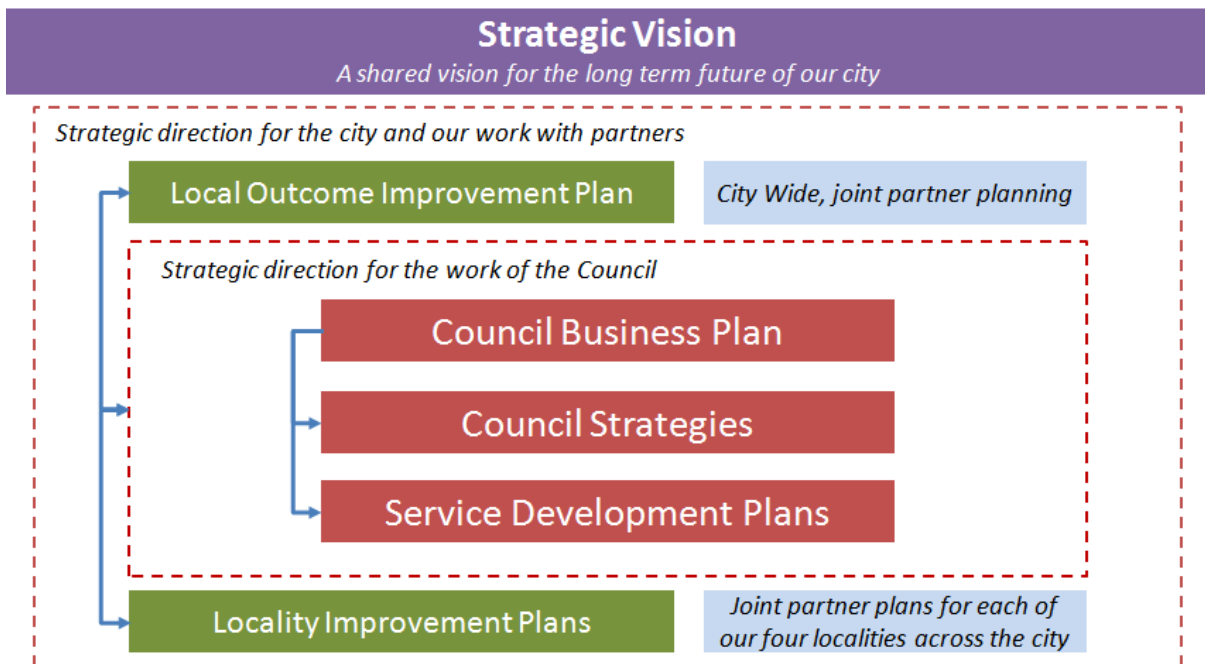 Strategic Vision
A shared vision for the long term future of our city
Strategic direction for the city and our work with partners
Local Outcome Improvement Plan
City Wide, joint partner planning
Strategic direction for the work of the Council
Council Business Plan
Council Strategies
Service Development Plans
Locality Improvement Plans
Joint partner plans for each of
our four localities across the city